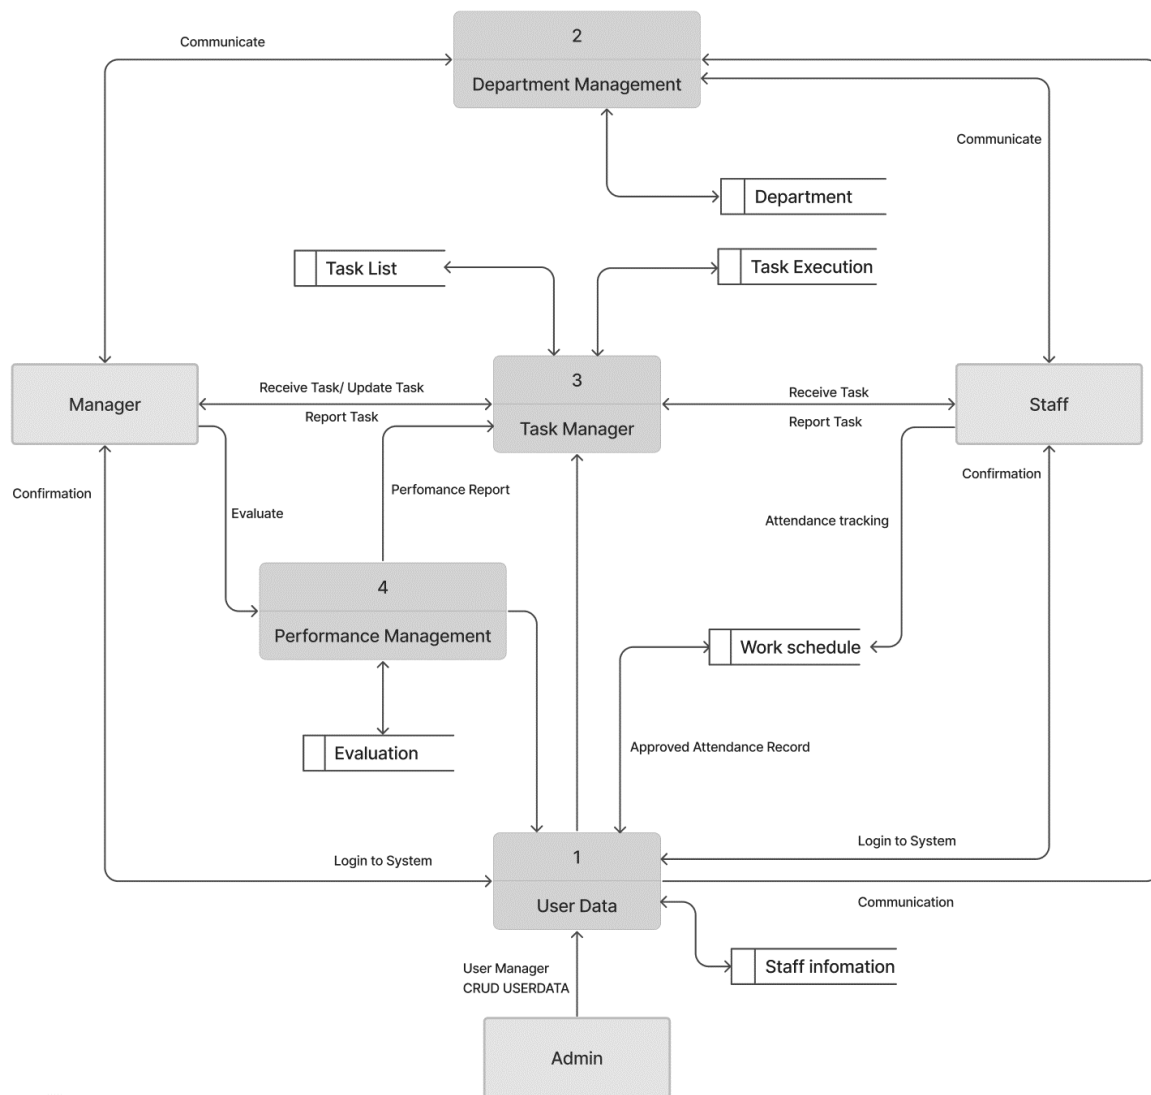 Communicate
2
Department Management
Communicate
Department
Task List
Task Execution
Manager
Receive Task/ Update Task
Report Task
3
Task Manager
Receive Task
Report Task
Staff
Confirmation
Evaluate
Perfomance Report
Confirmation
Attendance tracking
4
Performance Management
Work schedule
Evaluation
Approved Attendance Record
Login to System
1
User Data
Login to System
Communication
Staff infomation
User Manager
CRUD USERDATA
Admin